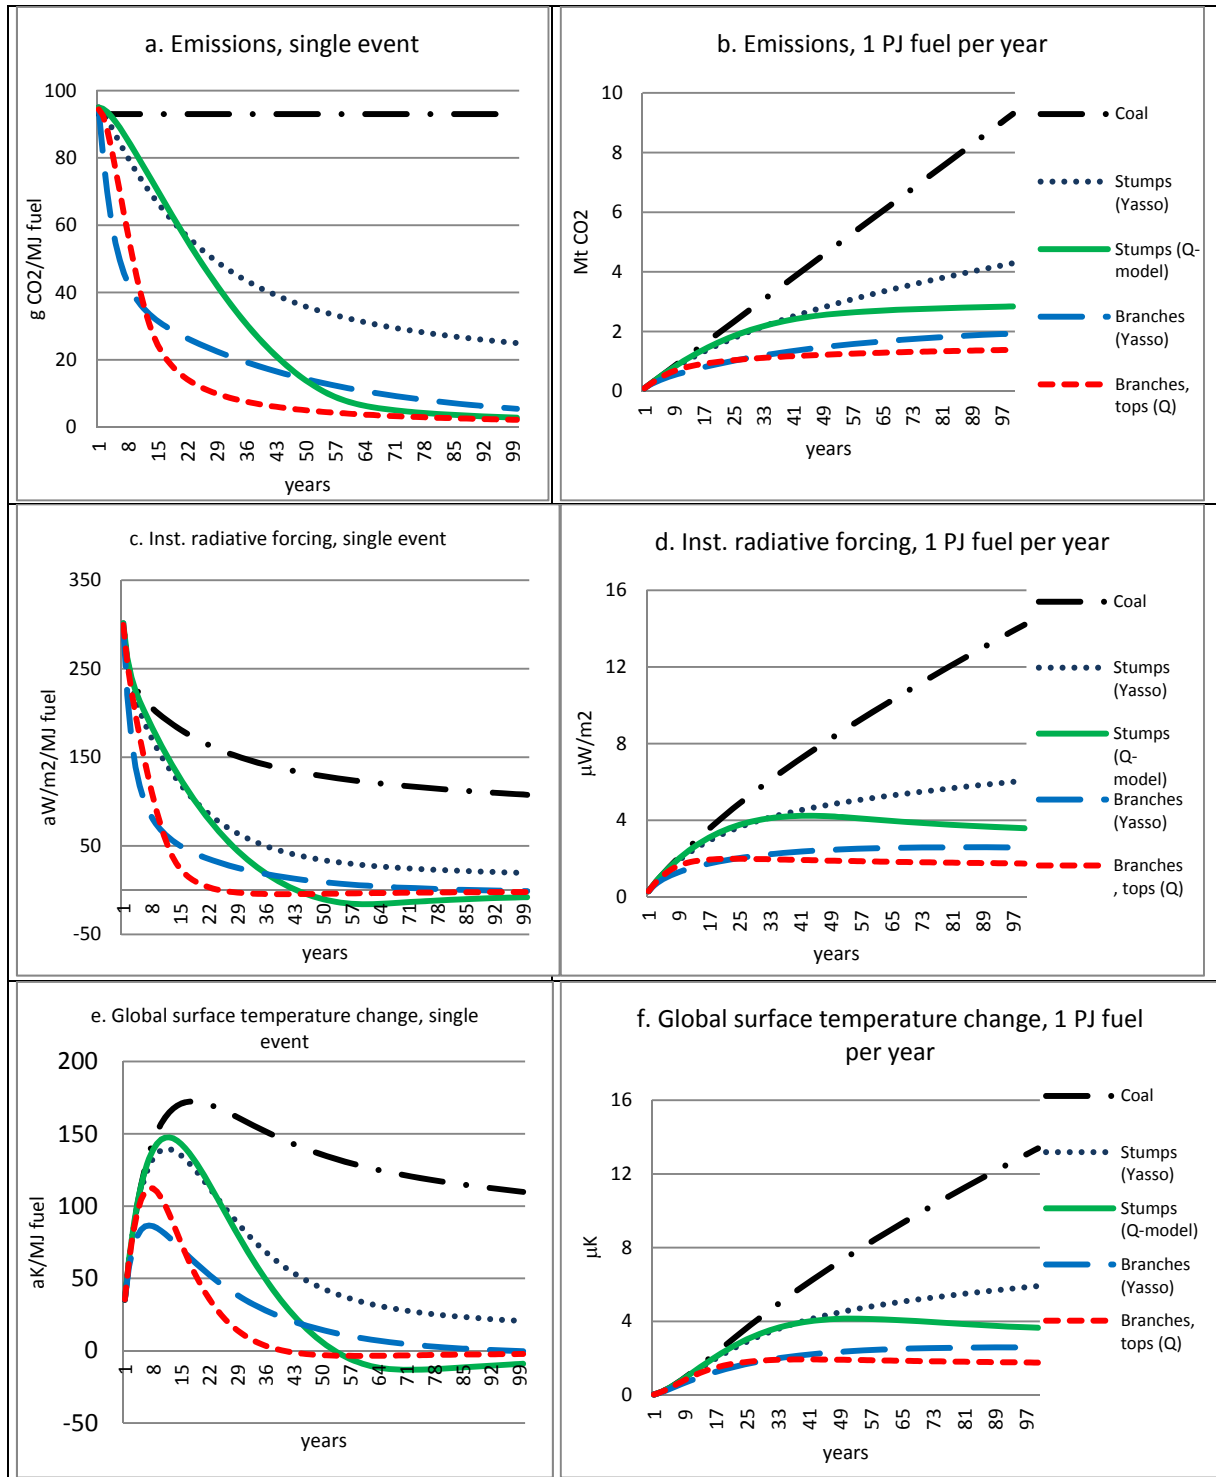 a. Emissions, single event
g CO2/MJ fuel
100
80
60
40
20
0
1 8 15 22 29 36 43 50 57 64 71 78 85 92 99
years
b. Emissions, 1 PJ fuel per year
Mt CO2
10
8
6
4
2
0
1 9 17 25 33 41 49 57 65 73 81 89 97
years
Coal
Stumps
(Yasso)
Stumps (Q-
model)
Branches
(Yasso)
Branches,
tops (Q)
c. Inst. radiative forcing, single event
aW/m2/MJ fuel
350
250
150
50
-50
1 8 15 22 29 36 43 50 57 64 71 78 85 92 99
years
d. Inst. radiative forcing, 1 PJ fuel per year
µW/m2
16
12
8
4
0
1 9 17 25 33 41 49 57 65 73 81 89 97
years
Coal
Stumps
(Yasso)
Stumps
(Q-
model)
Branches
(Yasso)
Branches
, tops (Q)
e. Global surface temperature change, single
event
aK/MJ fuel
200
150
100
50
0
-50
1 8 15 22 29 36 43 50 57 64 71 78 85 92 99
years
f. Global surface temperature change, 1 PJ fuel
per year
µK
16
12
8
4
0
1 9 17 25 33 41 49 57 65 73 81 89 97
years
Coal
Stumps
(Yasso)
Stumps
(Q-model)
Branches
(Yasso)
Branches,
tops (Q)